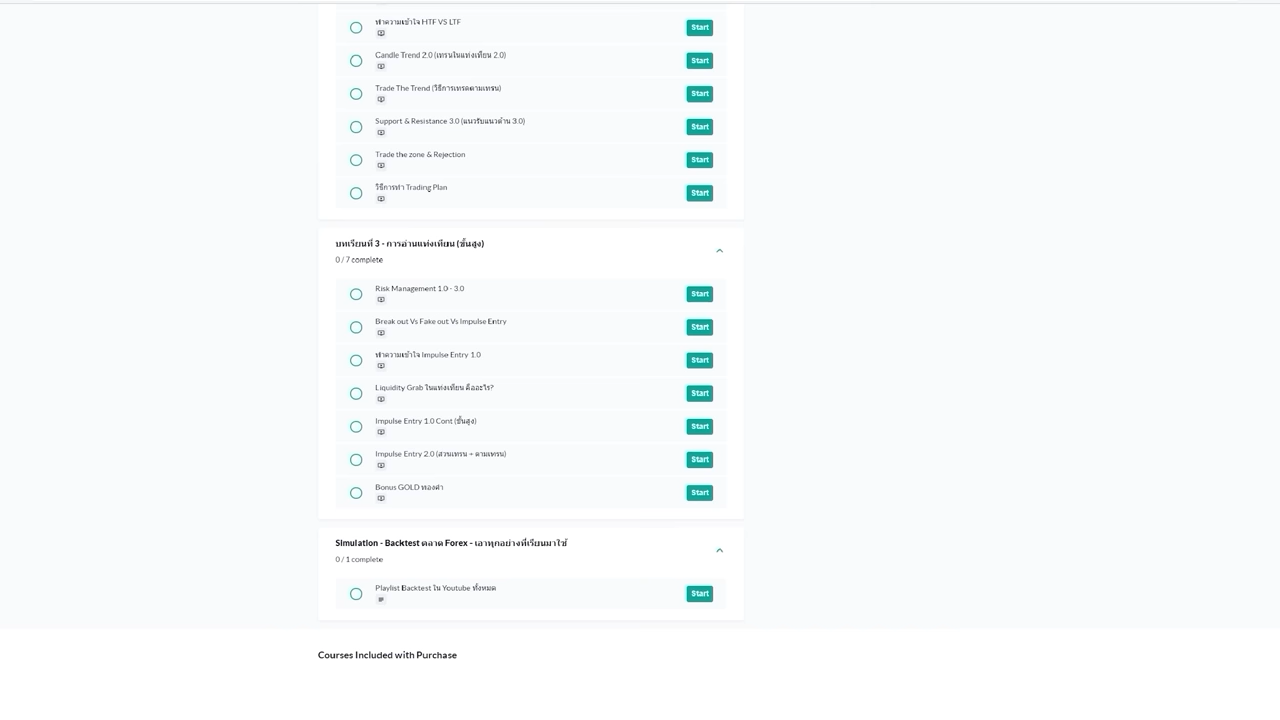 ทำความเข้าใจ HTF VS LTF
Start
Candle Trend 2.0 (เทรนในแท่งเทียน 2.0)
Start
Trade The Trend (วิธีการเทรดตามเทรน)
Start
Support & Resistance 3.0 (แนวรับแนวต้าน 3.0)
Start
Trade the zone & Rejection
Start
วิธีการทำ Trading Plan
Start
บทเรียนที่ 3 - การอ่านแท่งเทียน (ขั้นสูง)
0 / 7 complete
Risk Management 1.0 - 3.0
Start
Break out Vs Fake out Vs Impulse Entry
Start
ทำความเข้าใจ Impulse Entry 1.0
Start
Liquidity Grab ในแท่งเทียน คืออะไร?
Start
Impulse Entry 1.0 Cont (ขั้นสูง)
Start
Impulse Entry 2.0 (สวนเทรน + ตามเทรน)
Start
Bonus GOLD ทองคำ
Start
Simulation - Backtest ตลาด Forex - เอาทุกอย่างที่เรียนมาใช้
0 / 1 complete
Playlist Backtest ใน Youtube ทั้งหมด
Start
Courses Included with Purchase